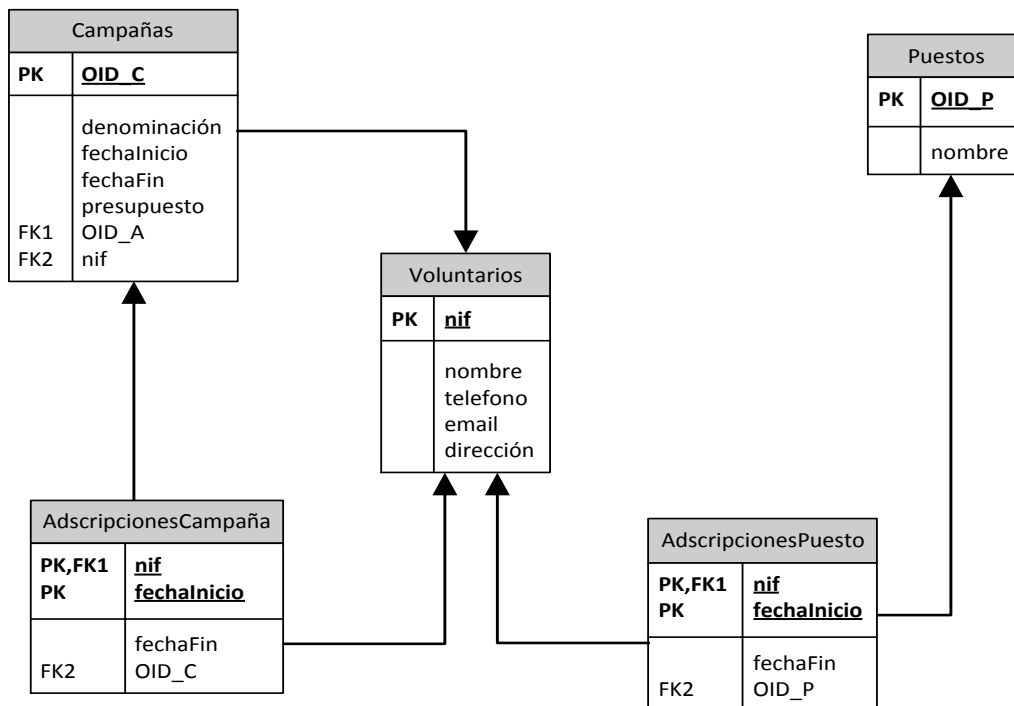 Campañas
PK OID_C
denominación
fechaInicio
fechaFin
presupuesto
FK1 OID_A
FK2 nif
Puestos
PK OID_P
nombre
Voluntarios
PK nif
nombre
telefono
email
dirección
AdscripcionesCampaña
PK,FK1 nif
PK fechaInicio
fechaFin
FK2 OID_C
AdscripcionesPuesto
PK,FK1 nif
PK fechaInicio
fechaFin
FK2 OID_P